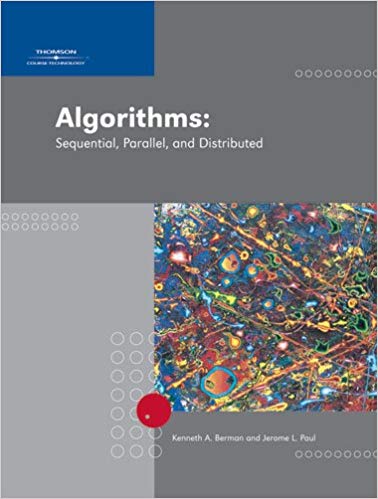 THOMSON
COURSE TECHNOLOGY
Algorithms:
Sequential, Parallel, and Distributed
Kenneth A. Berman and Jerome L. Paul